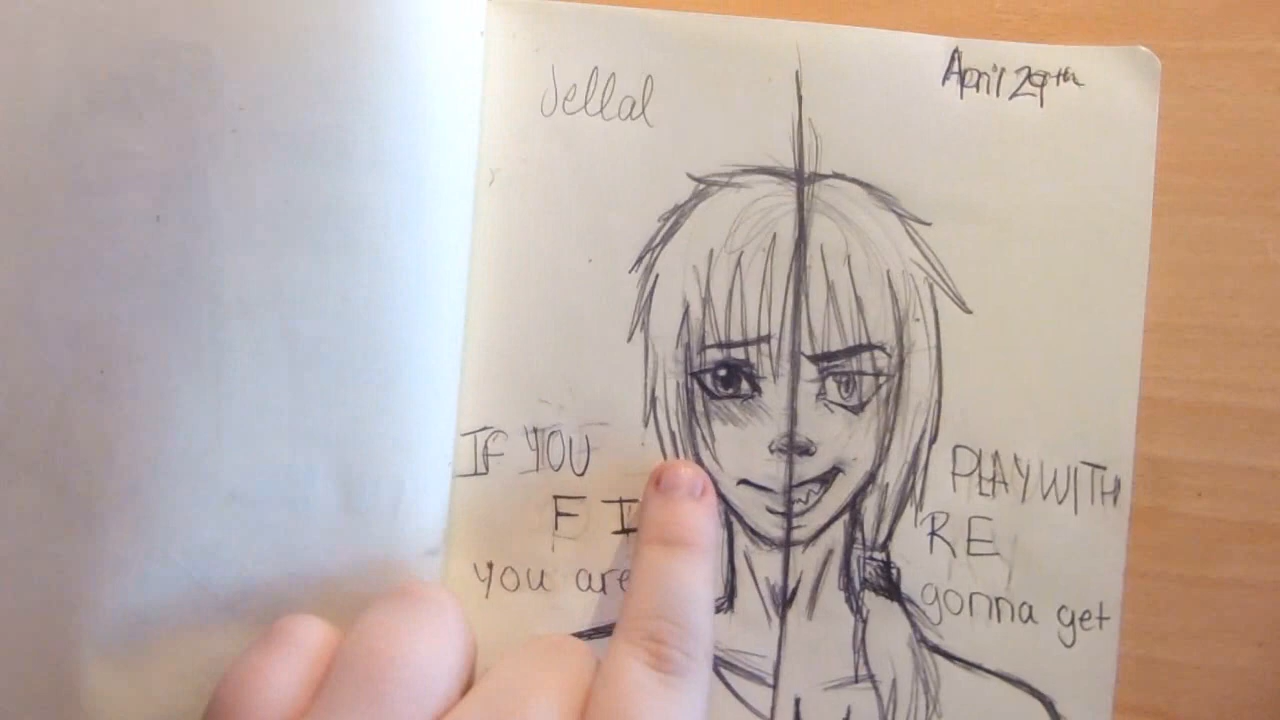 Jellal
April 29th
IF YOU PLAY WITH
FI RE
you are gonna get